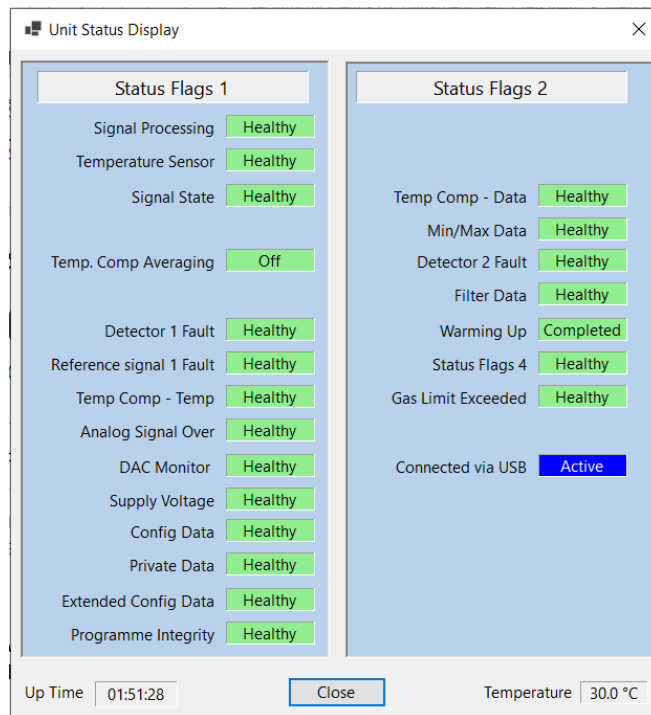 Unit Status Display
Status Flags 1
Signal Processing Healthy
Temperature Sensor Healthy
Signal State Healthy
Temp. Comp Averaging Off
Detector 1 Fault Healthy
Reference signal 1 Fault Healthy
Temp Comp - Temp Healthy
Analog Signal Over Healthy
DAC Monitor Healthy
Supply Voltage Healthy
Config Data Healthy
Private Data Healthy
Extended Config Data Healthy
Programme Integrity Healthy
Status Flags 2
Temp Comp - Data Healthy
Min/Max Data Healthy
Detector 2 Fault Healthy
Filter Data Healthy
Warming Up Completed
Status Flags 4 Healthy
Gas Limit Exceeded Healthy
Connected via USB Active
Up Time 01:51:28
Close
Temperature 30.0 °C